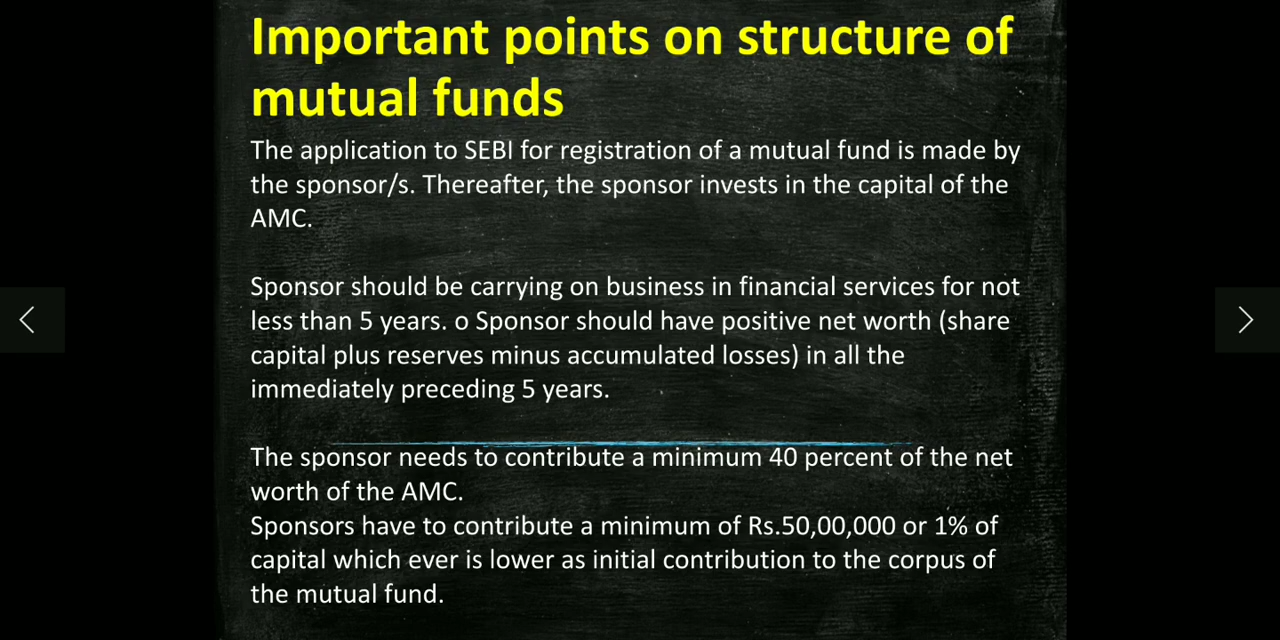 Important points on structure of
mutual funds
The application to SEBI for registration of a mutual fund is made by
the sponsor/s. Thereafter, the sponsor invests in the capital of the
AMC.
Sponsor should be carrying on business in financial services for not
less than 5 years. o Sponsor should have positive net worth (share
capital plus reserves minus accumulated losses) in all the
immediately preceding 5 years.
The sponsor needs to contribute a minimum 40 percent of the net
worth of the AMC.
Sponsors have to contribute a minimum of Rs.50,00,000 or 1% of
capital which ever is lower as initial contribution to the corpus of
the mutual fund.